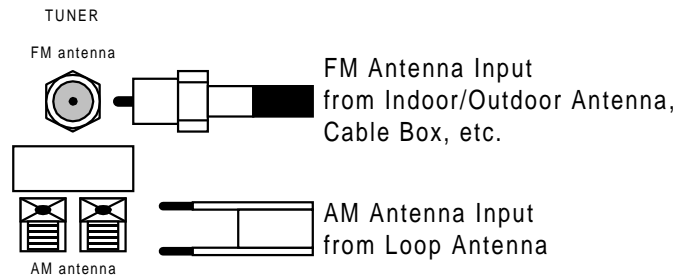 TUNER
FM antenna
FM Antenna Input
from Indoor/Outdoor Antenna,
Cable Box, etc.
AM Antenna Input
from Loop Antenna
AM antenna